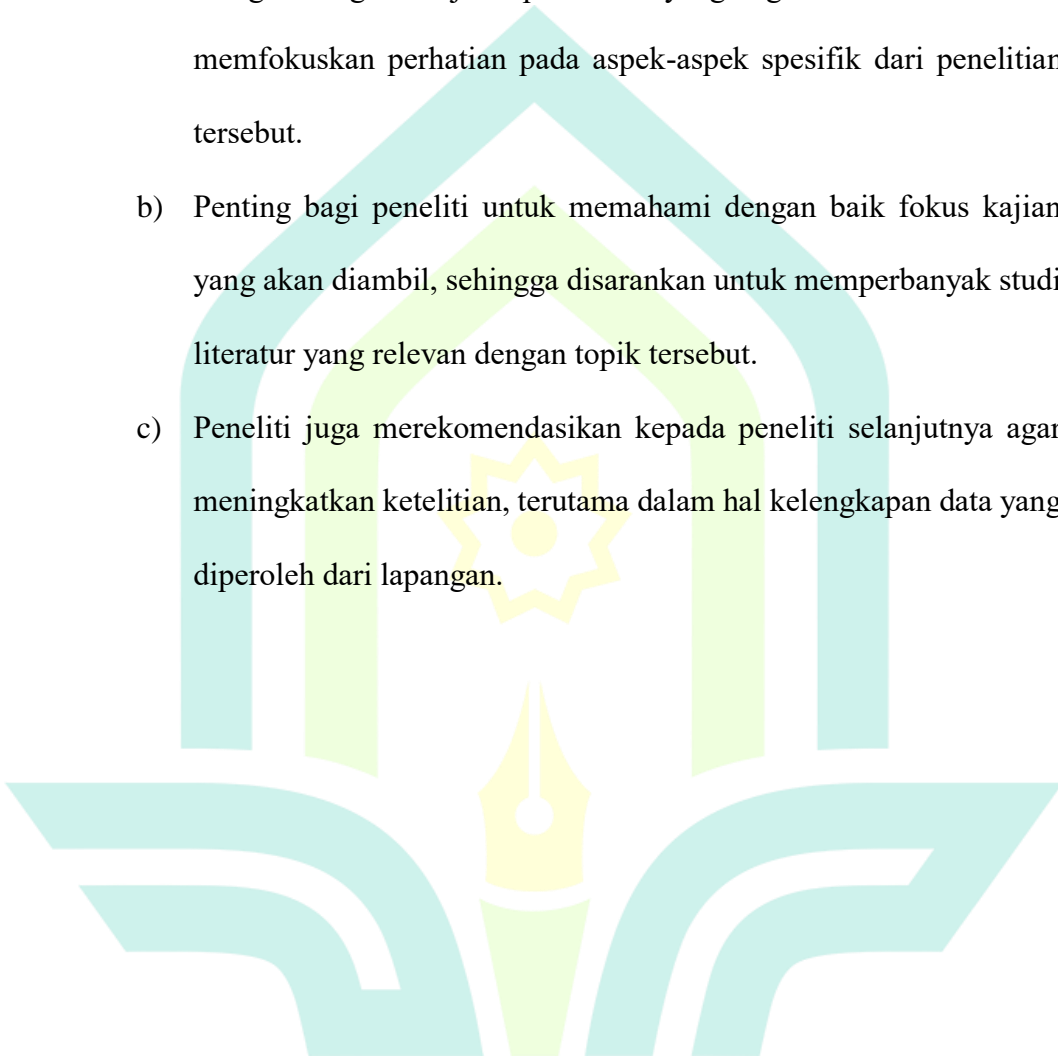 memfokuskan perhatian pada aspek-aspek spesifik dari penelitian
tersebut.
b) Penting bagi peneliti untuk memahami dengan baik fokus kajian
yang akan diambil, sehingga disarankan untuk memperbanyak studi
literatur yang relevan dengan topik tersebut.
c) Peneliti juga merekomendasikan kepada peneliti selanjutnya agar
meningkatkan ketelitian, terutama dalam hal kelengkapan data yang
diperoleh dari lapangan.